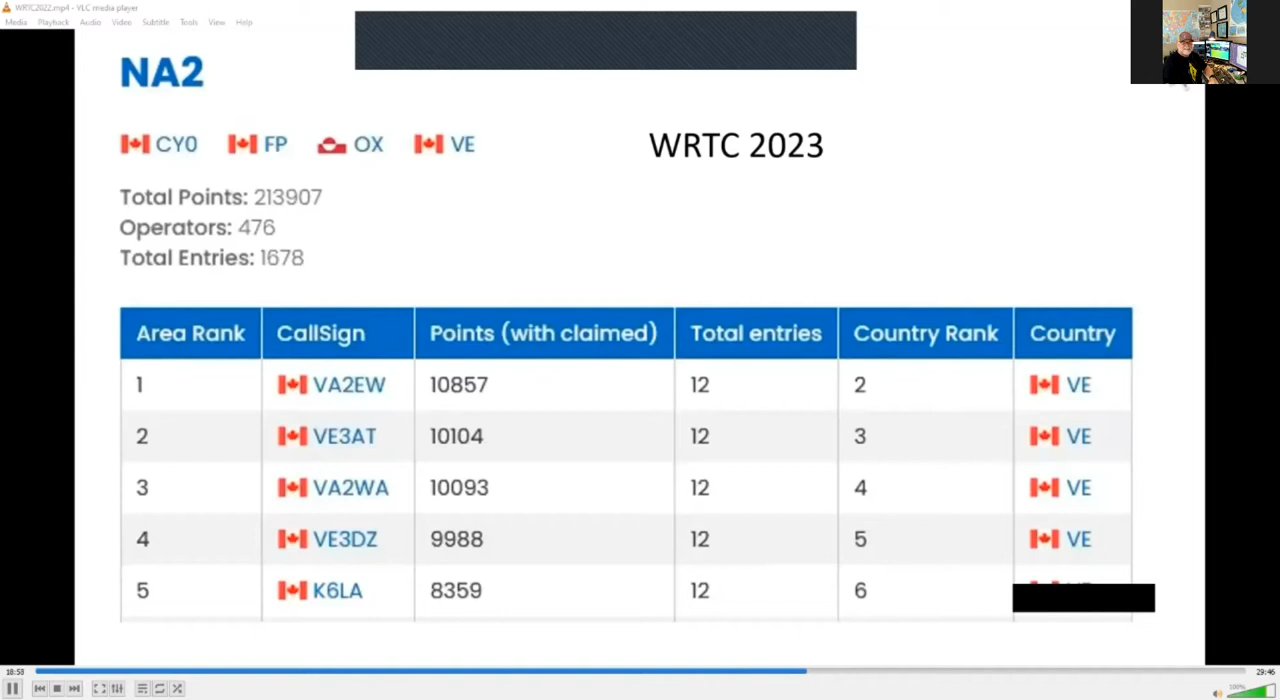 WRTC2022.mp4 - VLC media player
Media Playback Audio Video Subtitle Tools View Help
NA2
CY0 FP OX VE
WRTC 2023
Total Points: 213907
Operators: 476
Total Entries: 1678
Area Rank CallSign Points (with claimed) Total entries Country Rank Country
1 VA2EW 10857 12 2 VE
2 VE3AT 10104 12 3 VE
3 VA2WA 10093 12 4 VE
4 VE3DZ 9988 12 5 VE
5 K6LA 8359 12 6
18:53 29:46
100%